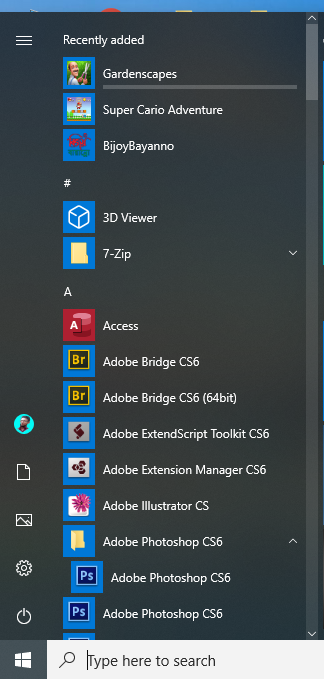 Recently added
Gardenscapes
Super Cario Adventure
BijoyBayanno
#
3D Viewer
7-Zip
A
A
Access
Br
Adobe Bridge CS6
Br
Adobe Bridge CS6 (64bit)
Adobe ExtendScript Toolkit CS6
Adobe Extension Manager CS6
Adobe Illustrator CS
Adobe Photoshop CS6
Ps
Adobe Photoshop CS6
Ps
Adobe Photoshop CS6
Type here to search